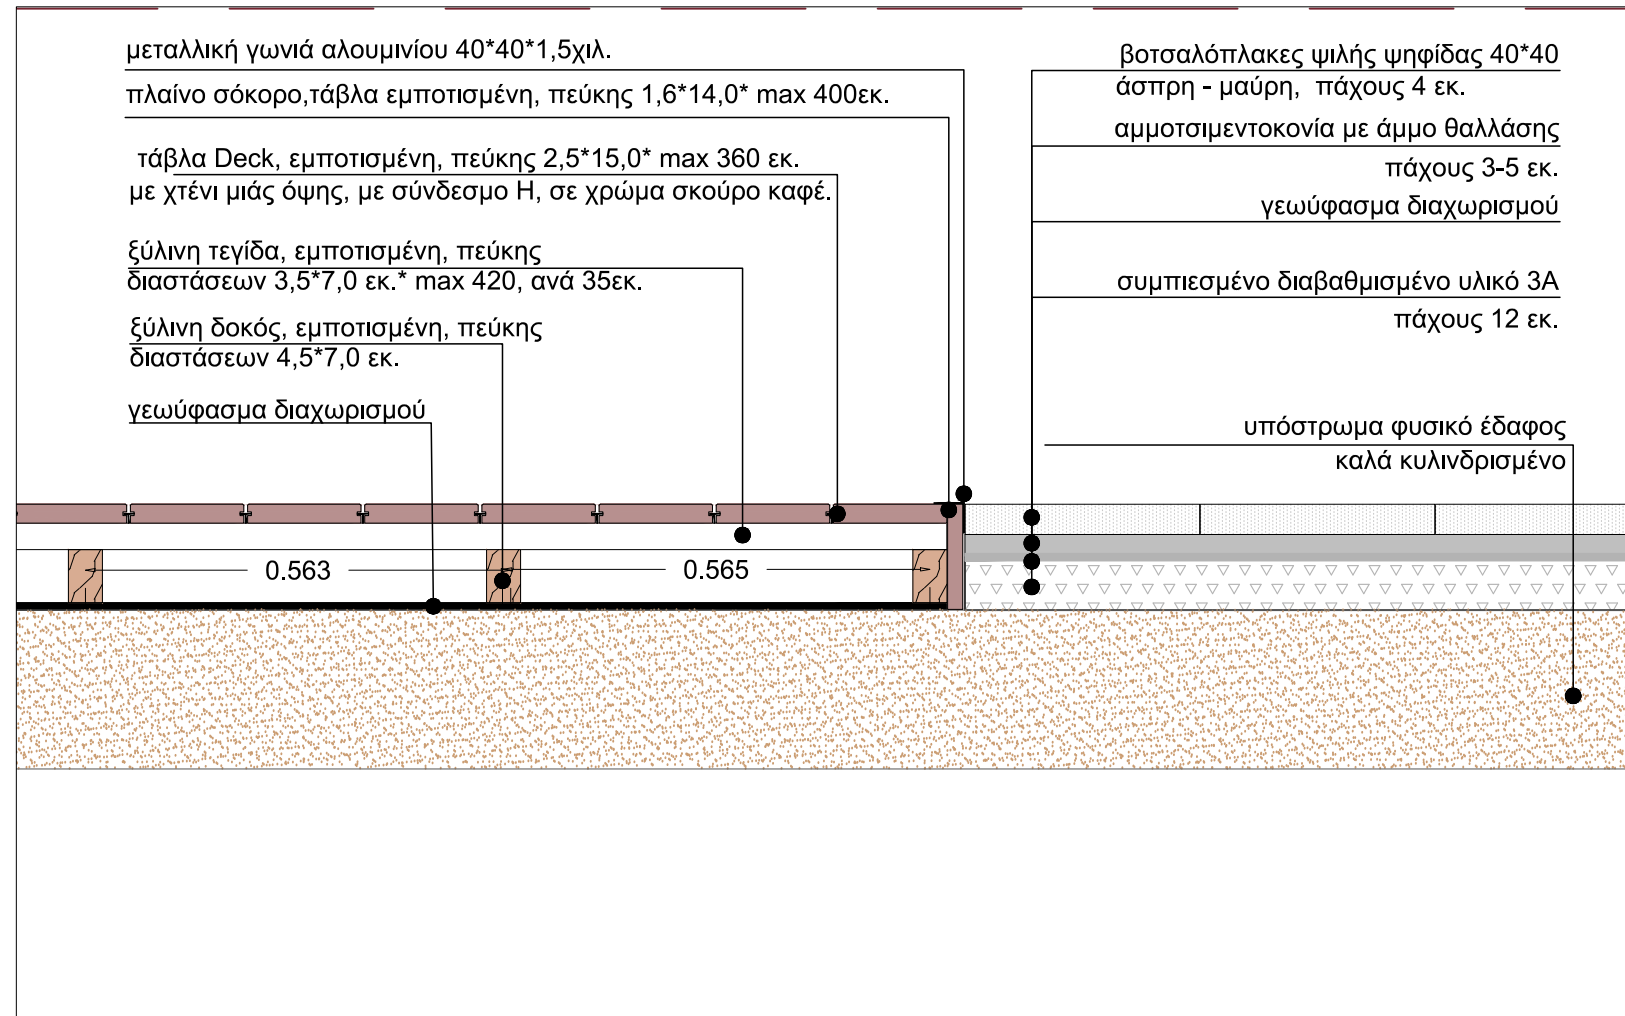 μεταλλική γωνιά αλουμινίου 40*40*1,5χιλ.
πλαίνο σόκορο,τάβλα εμποτισμένη, πεύκης 1,6*14,0* max 400εκ.
τάβλα Deck, εμποτισμένη, πεύκης 2,5*15,0* max 360 εκ.
με χτένι μιάς όψης, με σύνδεσμο Η, σε χρώμα σκούρο καφέ.
ξύλινη τεγίδα, εμποτισμένη, πεύκης
διαστάσεων 3,5*7,0 εκ.* max 420, ανά 35εκ.
ξύλινη δοκός, εμποτισμένη, πεύκης
διαστάσεων 4,5*7,0 εκ.
γεωύφασμα διαχωρισμού
βοτσαλόπλακες ψιλής ψηφίδας 40*40
άσπρη - μαύρη, πάχους 4 εκ.
αμμοτσιμεντοκονία με άμμο θαλλάσης
πάχους 3-5 εκ.
γεωύφασμα διαχωρισμού
συμπιεσμένο διαβαθμισμένο υλικό 3Α
πάχους 12 εκ.
υπόστρωμα φυσικό έδαφος
καλά κυλινδρισμένο
0.563
0.565